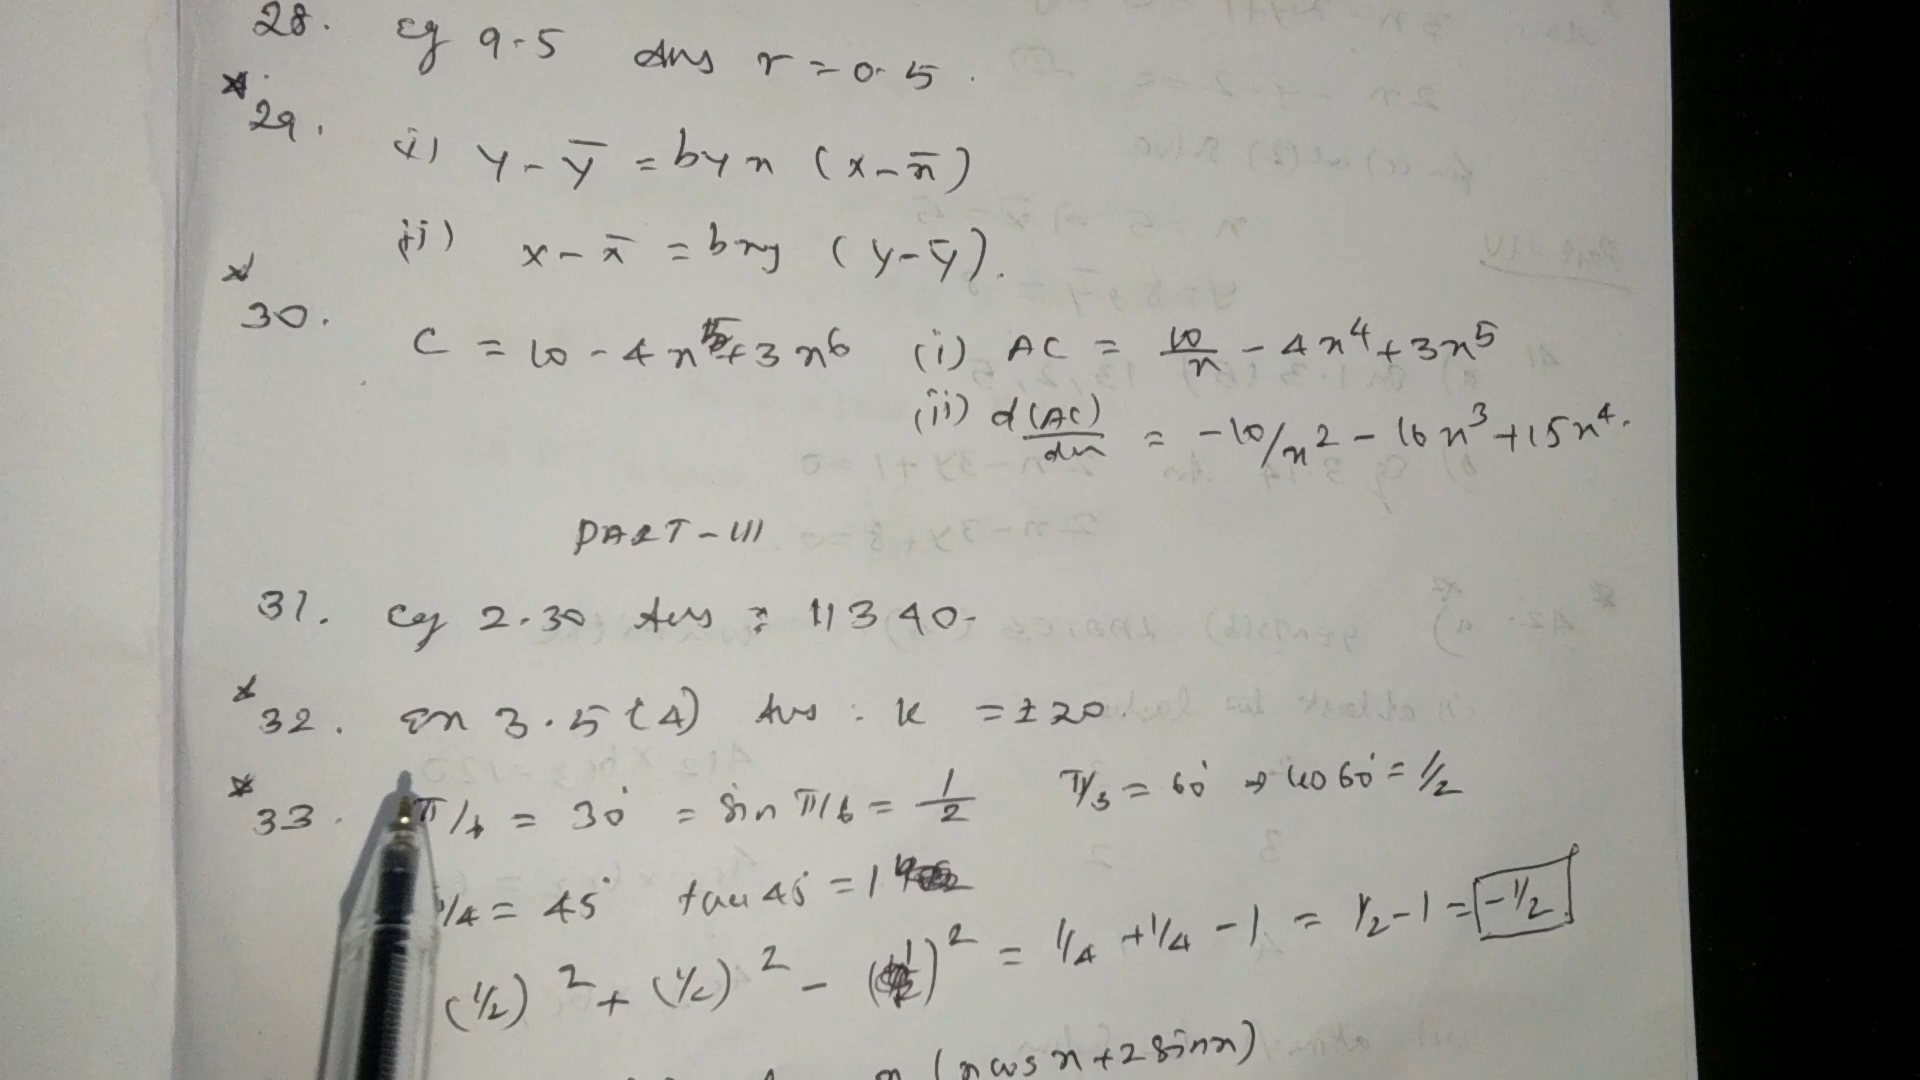 28. Eg 9.5 Ans r = 0.5.
* 29. i) y - ȳ = byx (x - x̄)
ii) x - x̄ = bxy (y - ȳ).
* 30. C = 10 - 4x⁵ + 3x⁶ (i) AC = 10/x - 4x⁴ + 3x⁵
(ii) d(AC)/dx = -10/x² - 16x³ + 15x⁴.
PART - III
31. Eg 2.30 Ans : 11340.
* 32. Ex 3.5 (4) Ans : k = ±20.
* 33. π/6 = 30° = sin π/6 = 1/2 π/3 = 60° → cos 60° = 1/2
/4 = 45° tan 45° = 1
(1/2)² + (1/2)² - (1)² = 1/4 + 1/4 - 1 = 1/2 - 1 = -1/2
(x cos x + 2 sin x)